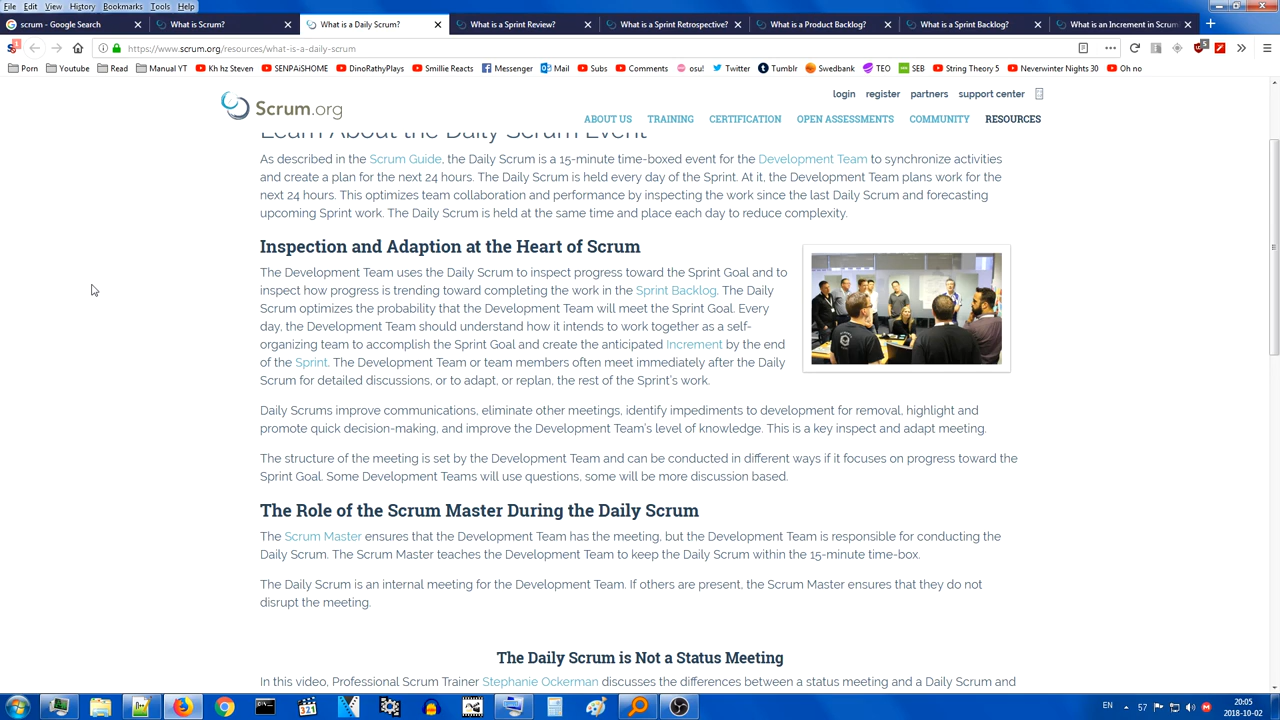 File Edit View History Bookmarks Tools Help
scrum - Google Search What is Scrum? What is a Daily Scrum? What is a Sprint Review? What is a Sprint Retrospective? What is a Product Backlog? What is a Sprint Backlog? What is an Increment in Scrum
https://www.scrum.org/resources/what-is-a-daily-scrum
Porn Youtube Read Manual YT Kh hz Steven SENPAiSHOME DinoRathyPlays Smillie Reacts Messenger Mail Subs Comments osu! Twitter Tumblr Swedbank TEO SEB String Theory 5 Neverwinter Nights 30 Oh no
login register partners support center
Scrum.org
ABOUT US TRAINING CERTIFICATION OPEN ASSESSMENTS COMMUNITY RESOURCES
Learn About the Daily Scrum Event
As described in the Scrum Guide, the Daily Scrum is a 15-minute time-boxed event for the Development Team to synchronize activities
and create a plan for the next 24 hours. The Daily Scrum is held every day of the Sprint. At it, the Development Team plans work for the
next 24 hours. This optimizes team collaboration and performance by inspecting the work since the last Daily Scrum and forecasting
upcoming Sprint work. The Daily Scrum is held at the same time and place each day to reduce complexity.
Inspection and Adaption at the Heart of Scrum
The Development Team uses the Daily Scrum to inspect progress toward the Sprint Goal and to
inspect how progress is trending toward completing the work in the Sprint Backlog. The Daily
Scrum optimizes the probability that the Development Team will meet the Sprint Goal. Every
day, the Development Team should understand how it intends to work together as a self-
organizing team to accomplish the Sprint Goal and create the anticipated Increment by the end
of the Sprint. The Development Team or team members often meet immediately after the Daily
Scrum for detailed discussions, or to adapt, or replan, the rest of the Sprint's work.
Daily Scrums improve communications, eliminate other meetings, identify impediments to development for removal, highlight and
promote quick decision-making, and improve the Development Team's level of knowledge. This is a key inspect and adapt meeting.
The structure of the meeting is set by the Development Team and can be conducted in different ways if it focuses on progress toward the
Sprint Goal. Some Development Teams will use questions, some will be more discussion based.
The Role of the Scrum Master During the Daily Scrum
The Scrum Master ensures that the Development Team has the meeting, but the Development Team is responsible for conducting the
Daily Scrum. The Scrum Master teaches the Development Team to keep the Daily Scrum within the 15-minute time-box.
The Daily Scrum is an internal meeting for the Development Team. If others are present, the Scrum Master ensures that they do not
disrupt the meeting.
The Daily Scrum is Not a Status Meeting
In this video, Professional Scrum Trainer Stephanie Ockerman discusses the differences between a status meeting and a Daily Scrum and
EN 57 20:05
2018-10-02